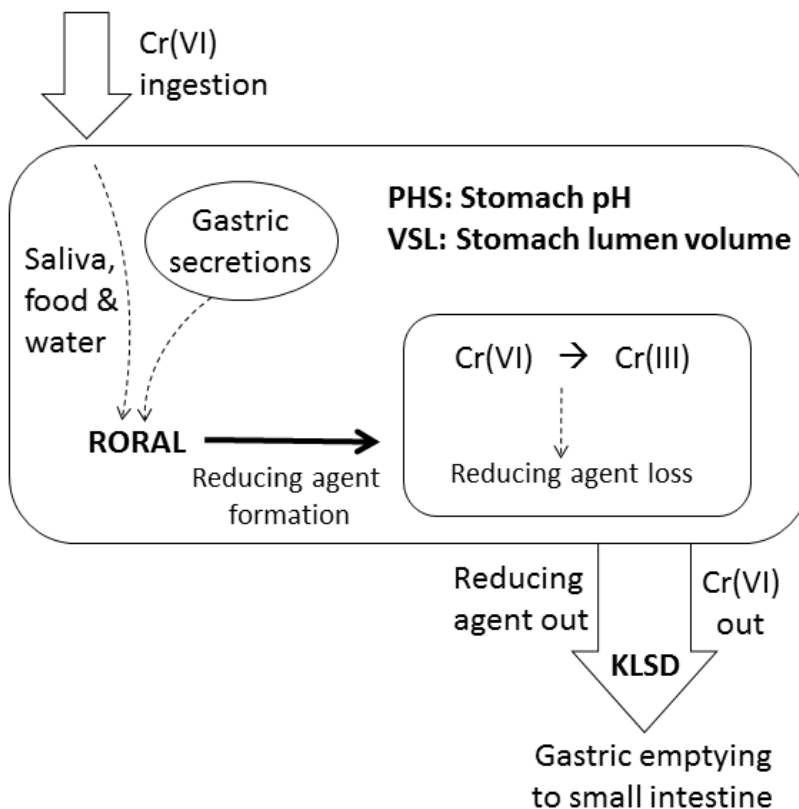 Cr(VI)
ingestion
PHS: Stomach pH
VSL: Stomach lumen volume
Gastric
secretions
Saliva,
food &
water
Cr(VI) → Cr(III)
Reducing agent loss
RORAL
Reducing agent
formation
Reducing
agent out
Cr(VI)
out
KLSD
Gastric emptying
to small intestine